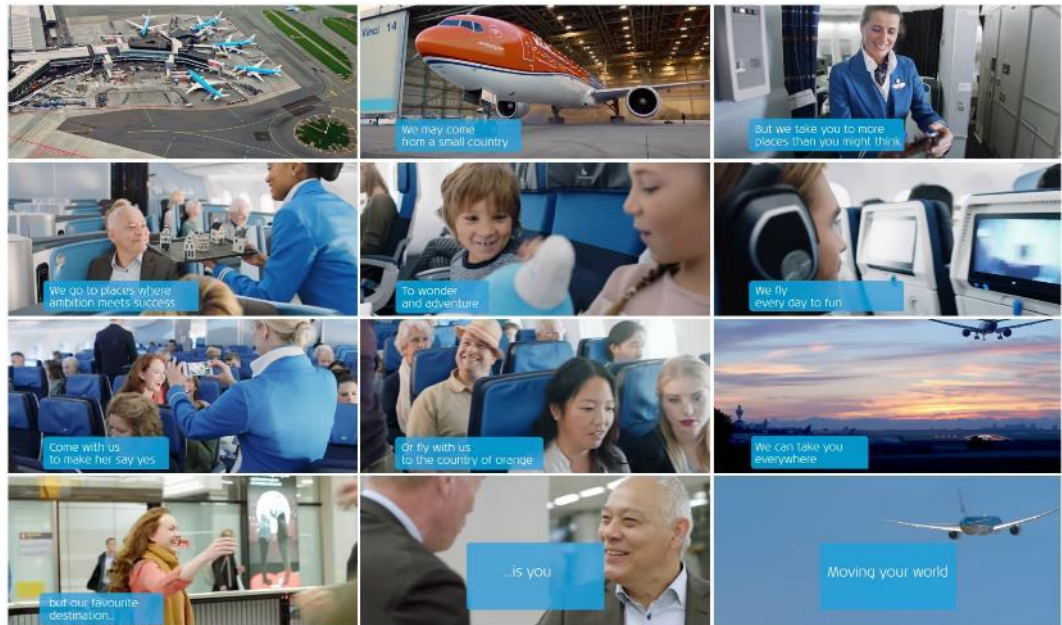 14
We may come
from a small country
But we take you to more
places than you might think
We go to places where
ambition meets success
To wonder
and adventure
We fly
every day to fun
Come with us
to make her say yes
Or fly with us
to the country of orange
We can take you
everywhere
but our favourite
destination...
...is you
Moving your world